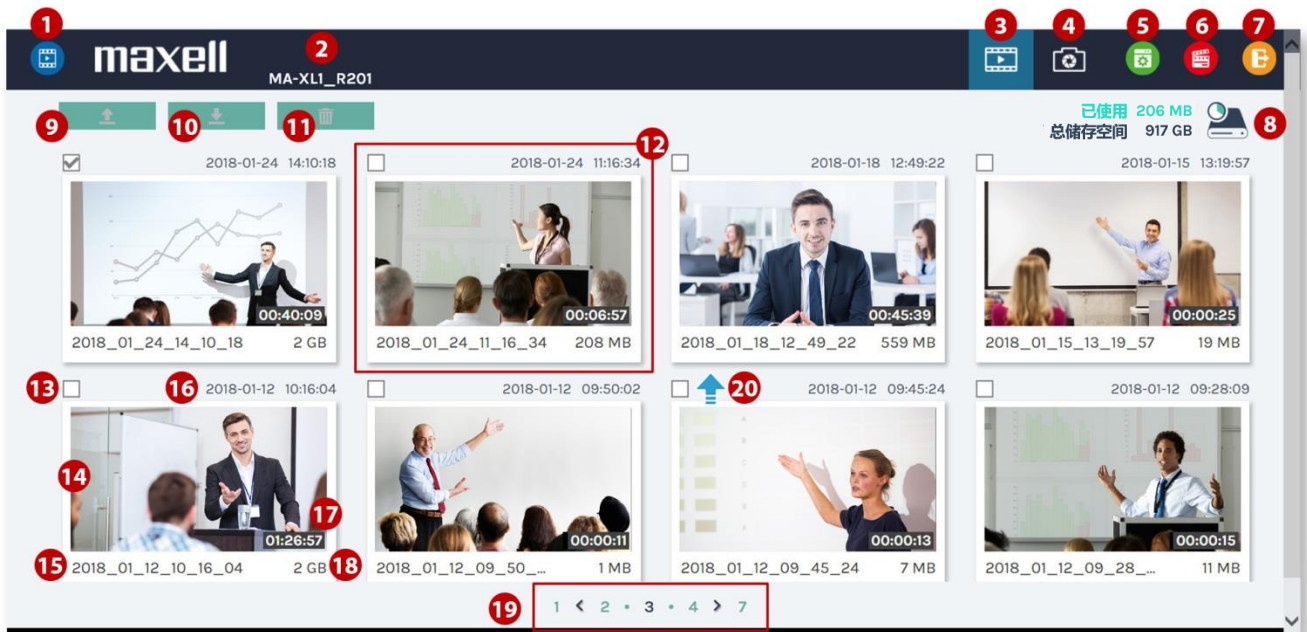 1 2 3 4 5 6 7
maxell
MA-XL1_R201
已使用 206 MB
总储存空间 917 GB
8
9 10 11 12
2018-01-24 14:10:18
2018-01-24 11:16:34
2018-01-18 12:49:22
2018-01-15 13:19:57
00:40:09
00:06:57
00:45:39
00:00:25
2018_01_24_14_10_18 2 GB
2018_01_24_11_16_34 208 MB
2018_01_18_12_49_22 559 MB
2018_01_15_13_19_57 19 MB
13 16 2018-01-12 10:16:04
2018-01-12 09:50:02
20 2018-01-12 09:45:24
2018-01-12 09:28:09
14
17
01:26:57
00:00:11
00:00:13
00:00:15
15 2018_01_12_10_16_04 2 GB 18
2018_01_12_09_50_... 1 MB
2018_01_12_09_45_24 7 MB
2018_01_12_09_28_... 11 MB
19 1 < 2 • 3 • 4 > 7